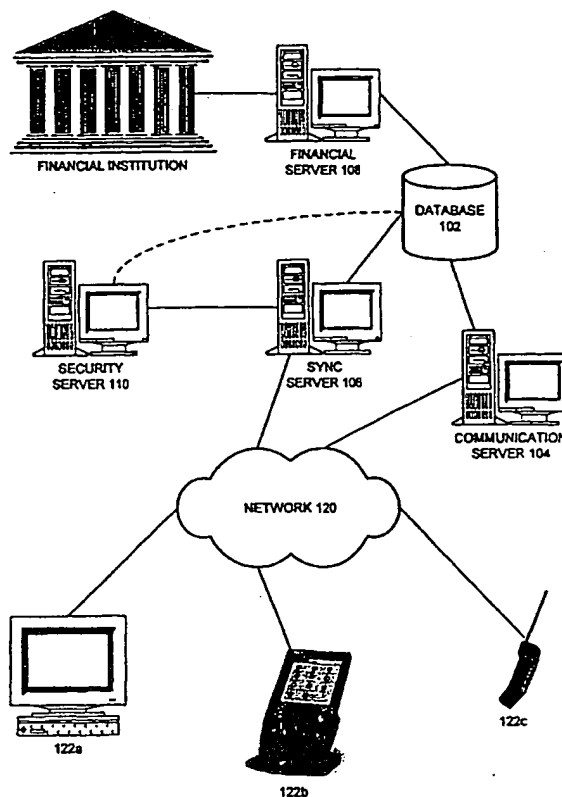 FINANCIAL INSTITUTION
FINANCIAL
SERVER 108
DATABASE
102
SECURITY
SERVER 110
SYNC
SERVER 106
COMMUNICATION
SERVER 104
NETWORK 120
122a
122b
122c